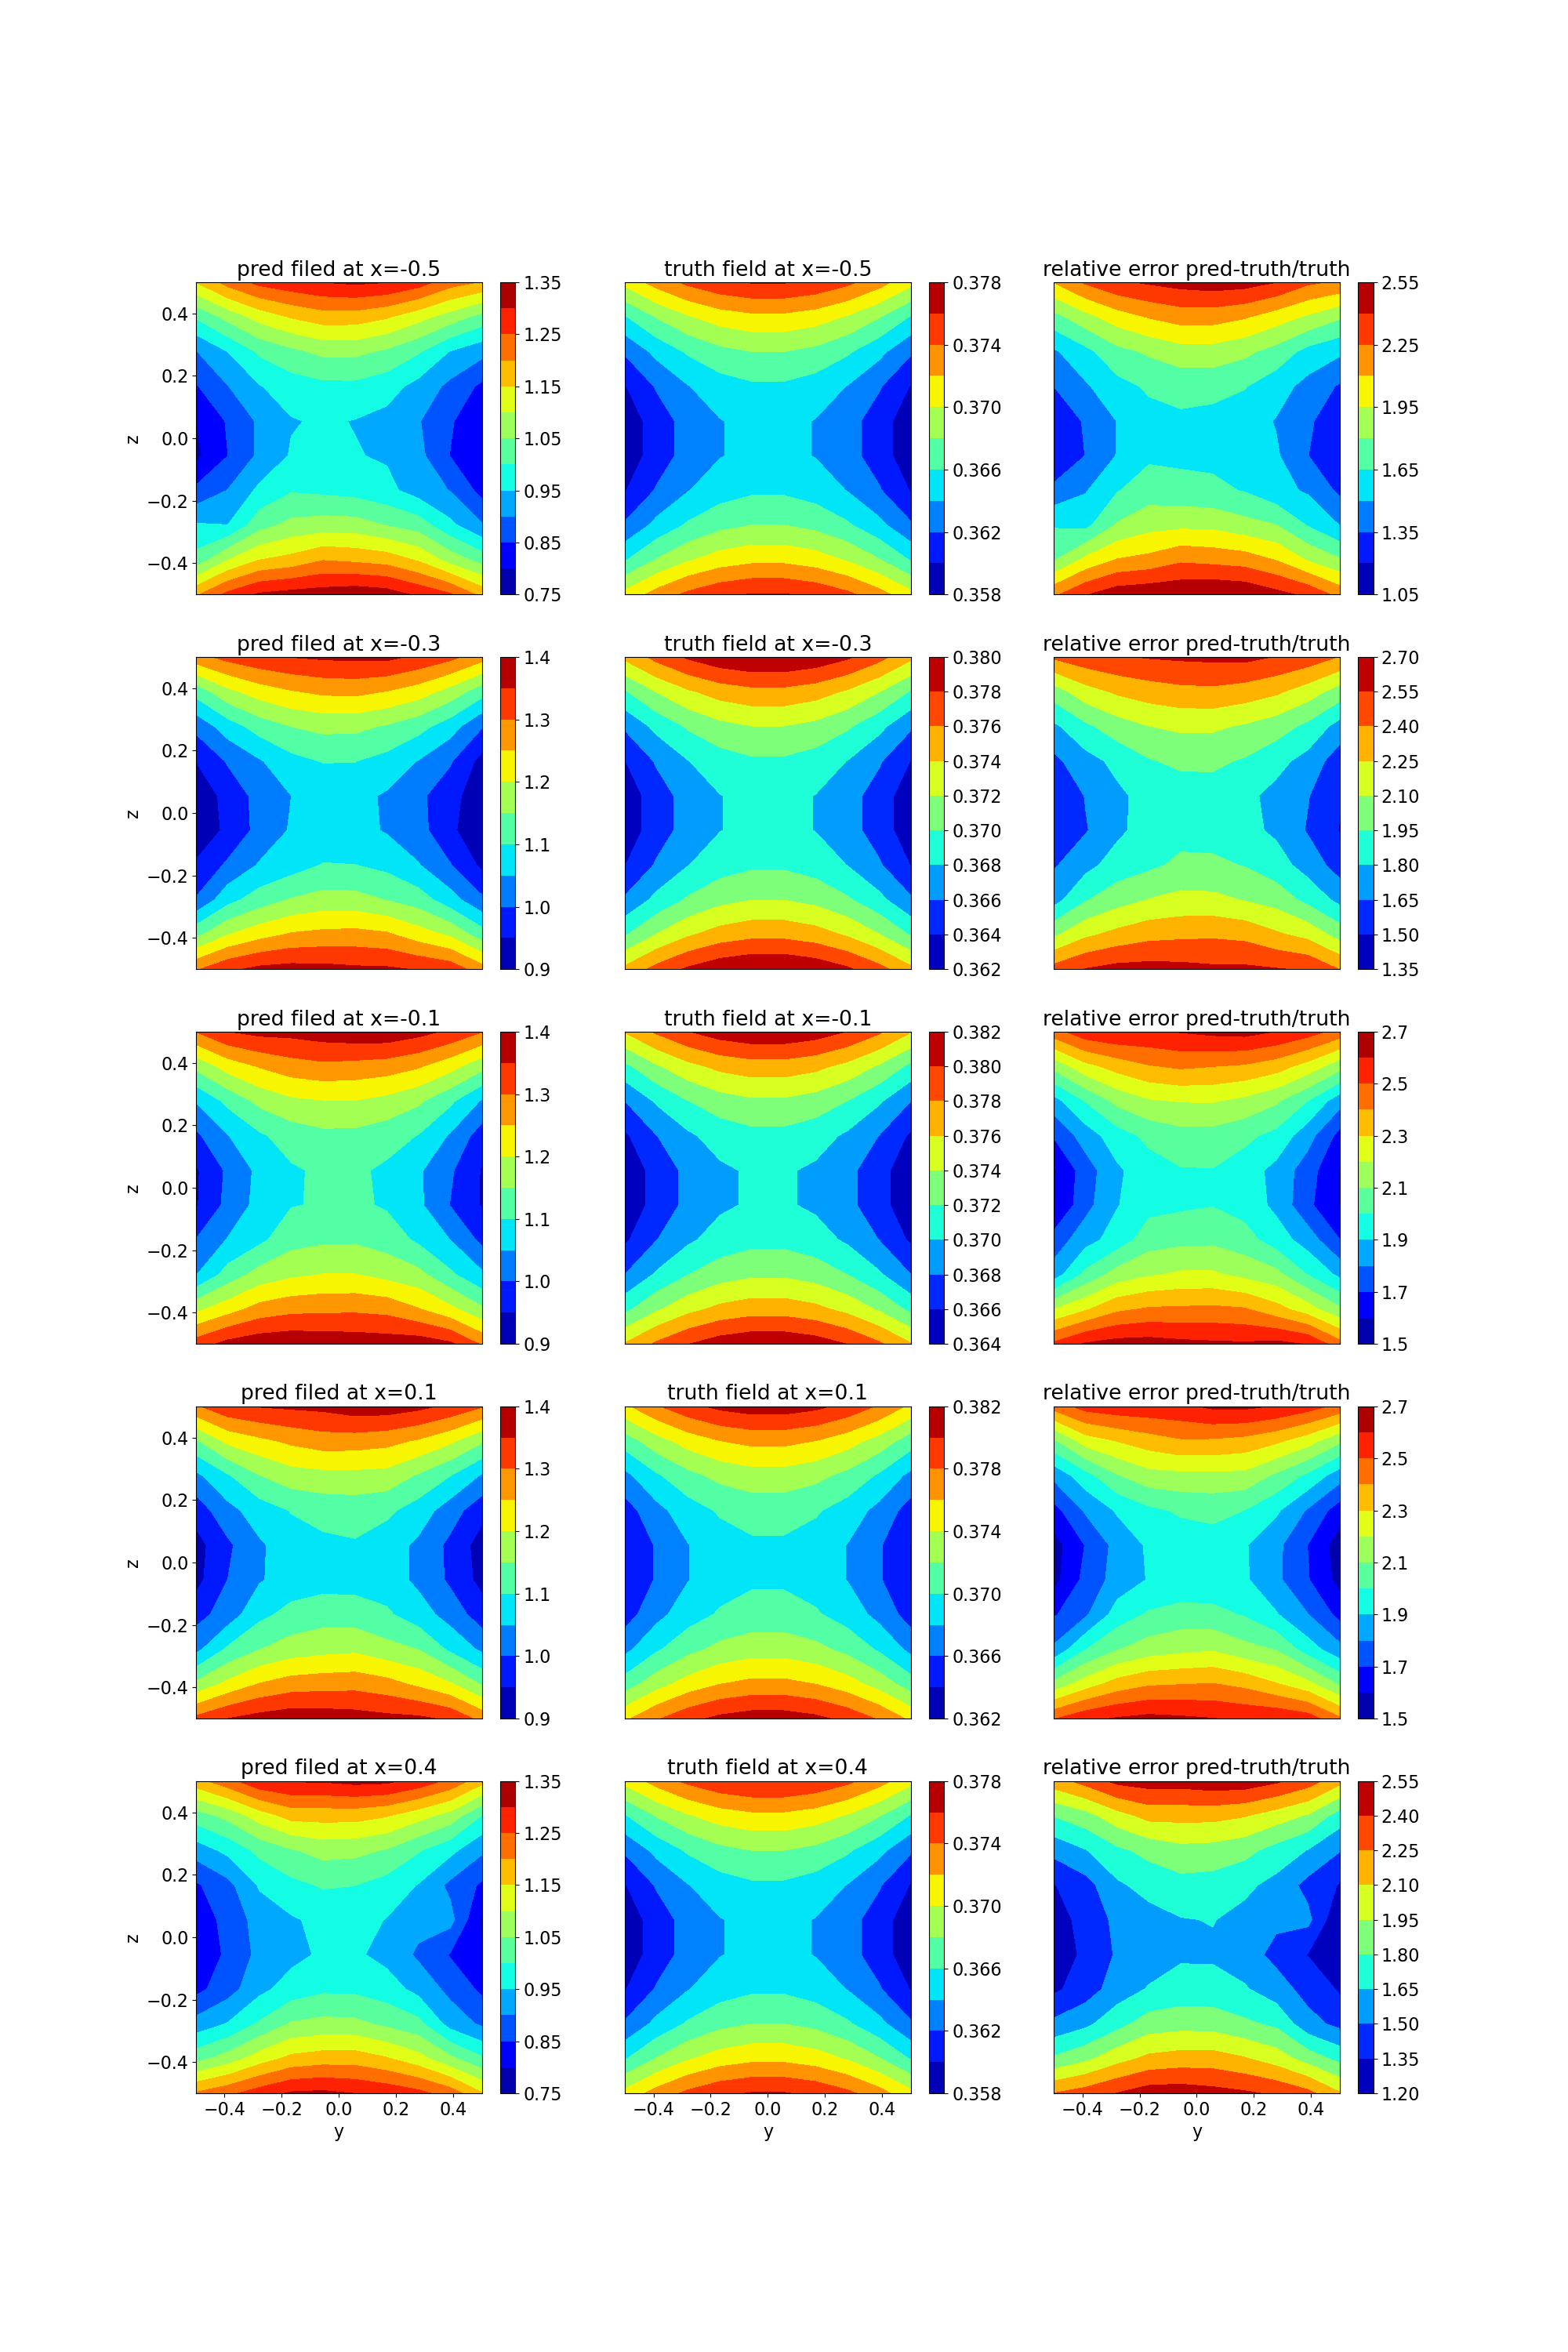 pred filed at x=-0.5 truth field at x=-0.5 relative error pred-truth/truth
z 0.4 0.2 0.0 −0.2 −0.4
1.35 1.25 1.15 1.05 0.95 0.85 0.75
0.378 0.374 0.370 0.366 0.362 0.358
2.55 2.25 1.95 1.65 1.35 1.05
pred filed at x=-0.3 truth field at x=-0.3 relative error pred-truth/truth
z 0.4 0.2 0.0 −0.2 −0.4
1.4 1.3 1.2 1.1 1.0 0.9
0.380 0.378 0.376 0.374 0.372 0.370 0.368 0.366 0.364 0.362
2.70 2.55 2.40 2.25 2.10 1.95 1.80 1.65 1.50 1.35
pred filed at x=-0.1 truth field at x=-0.1 relative error pred-truth/truth
z 0.4 0.2 0.0 −0.2 −0.4
1.4 1.3 1.2 1.1 1.0 0.9
0.382 0.380 0.378 0.376 0.374 0.372 0.370 0.368 0.366 0.364
2.7 2.5 2.3 2.1 1.9 1.7 1.5
pred filed at x=0.1 truth field at x=0.1 relative error pred-truth/truth
z 0.4 0.2 0.0 −0.2 −0.4
1.4 1.3 1.2 1.1 1.0 0.9
0.382 0.378 0.374 0.370 0.366 0.362
2.7 2.5 2.3 2.1 1.9 1.7 1.5
pred filed at x=0.4 truth field at x=0.4 relative error pred-truth/truth
z 0.4 0.2 0.0 −0.2 −0.4
1.35 1.25 1.15 1.05 0.95 0.85 0.75
0.378 0.374 0.370 0.366 0.362 0.358
2.55 2.40 2.25 2.10 1.95 1.80 1.65 1.50 1.35 1.20
−0.4 −0.2 0.0 0.2 0.4 −0.4 −0.2 0.0 0.2 0.4 −0.4 −0.2 0.0 0.2 0.4
y y y